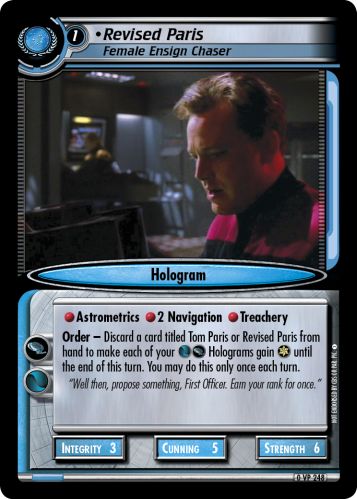 1
•Revised Paris
Female Ensign Chaser
Hologram
Astrometrics 2 Navigation Treachery
Order – Discard a card titled Tom Paris or Revised Paris from
hand to make each of your Holograms gain until
the end of this turn. You may do this only once each turn.
"Well then, propose something, First Officer. Earn your rank for once."
INTEGRITY 3 CUNNING 5 STRENGTH 6
0 VP 248